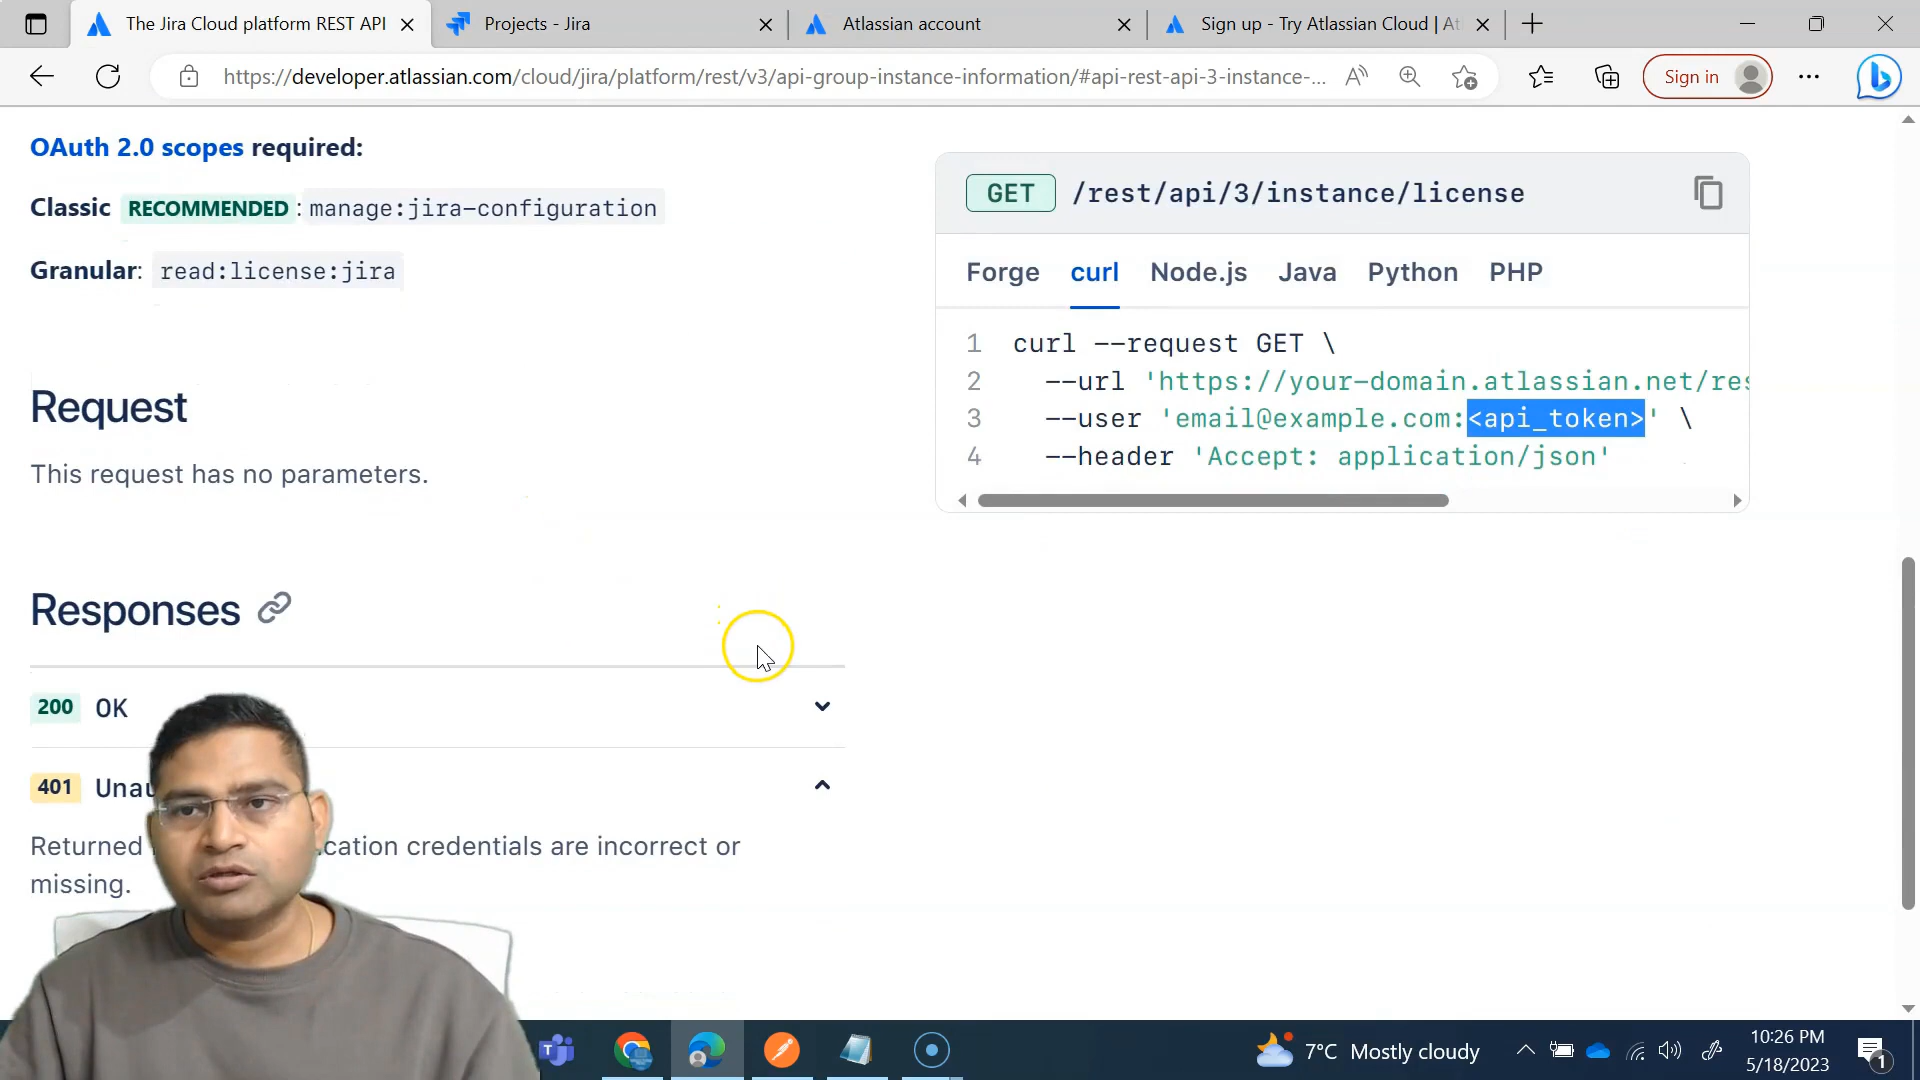 The Jira Cloud platform REST API
Projects - Jira
Atlassian account
Sign up - Try Atlassian Cloud | At
https://developer.atlassian.com/cloud/jira/platform/rest/v3/api-group-instance-information/#api-rest-api-3-instance-...
Sign in
OAuth 2.0 scopes required:
Classic RECOMMENDED : manage:jira-configuration
Granular: read:license:jira
Request
This request has no parameters.
Responses
200 OK
401 Unau
Returned
cation credentials are incorrect or
missing.
GET /rest/api/3/instance/license
Forge curl Node.js Java Python PHP
1 curl --request GET \
2 --url 'https://your-domain.atlassian.net/res
3 --user 'email@example.com:<api_token>' \
4 --header 'Accept: application/json'
7°C Mostly cloudy
10:26 PM
5/18/2023
1